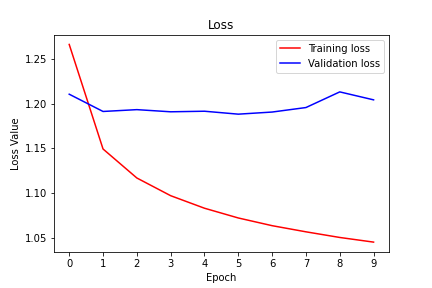 Loss
Training loss
Validation loss
Loss Value
1.25
1.20
1.15
1.10
1.05
0 1 2 3 4 5 6 7 8 9
Epoch